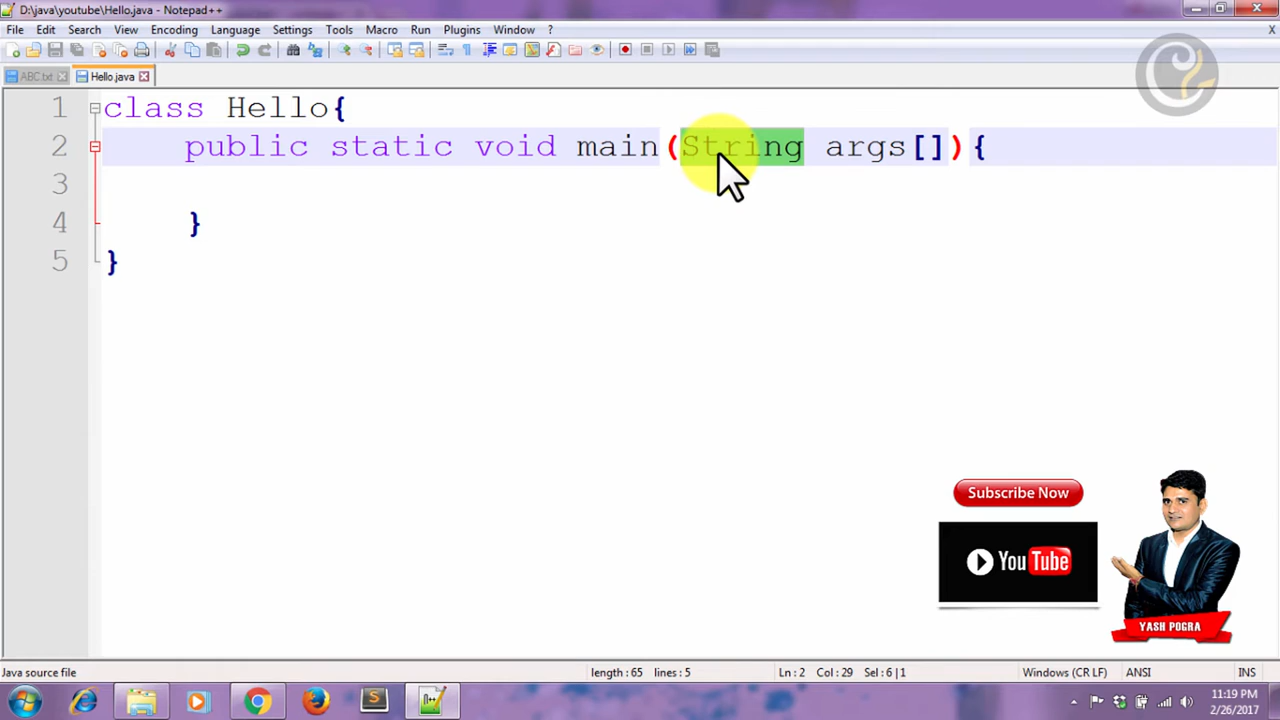 D:\java\youtube\Hello.java - Notepad++
File Edit Search View Encoding Language Settings Tools Macro Run Plugins Window ? X
ABC.txt Hello.java
1 class Hello{
2 public static void main(String args[]){
3
4 }
5 }
Subscribe Now
YouTube
YASH POGRA
Java source file length : 65 lines : 5 Ln : 2 Col : 29 Sel : 6 | 1 Windows (CR LF) ANSI INS
11:19 PM
2/26/2017